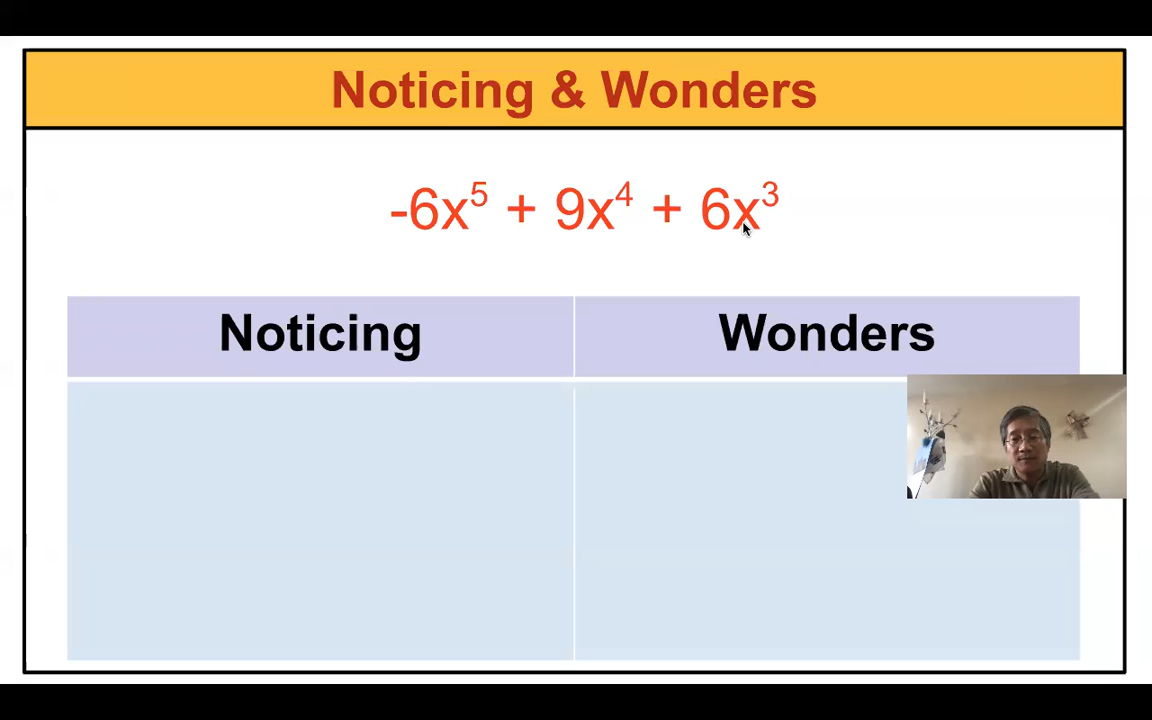 Noticing & Wonders
-6x⁵ + 9x⁴ + 6x³
Noticing Wonders